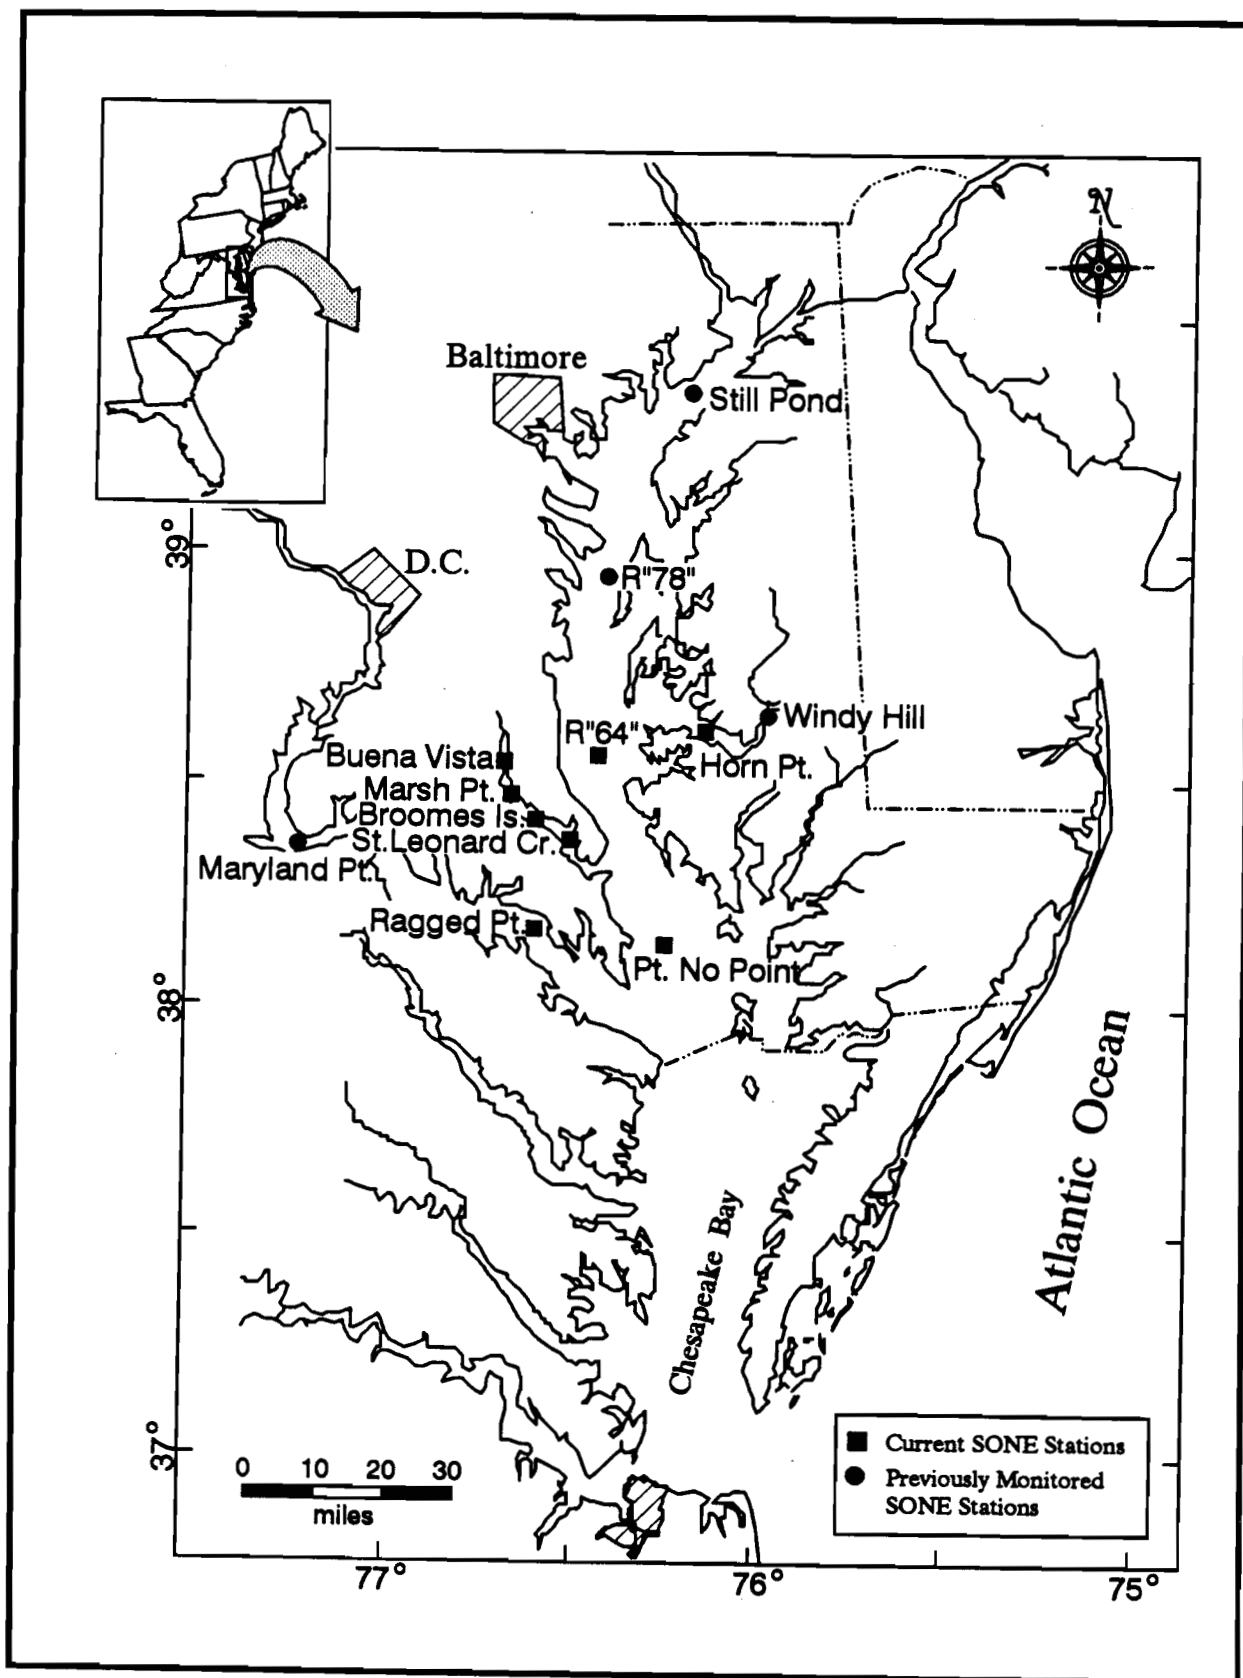 N
Baltimore
Still Pond
39°
D.C.
R"78"
Windy Hill
R"64"
Buena Vista
Horn Pt.
Marsh Pt.
Broomes Is.
St.Leonard Cr.
Maryland Pt.
Ragged Pt.
Pt. No Point
38°
Atlantic Ocean
Chesapeake Bay
37°
0 10 20 30
miles
Current SONE Stations
Previously Monitored
SONE Stations
77° 76° 75°